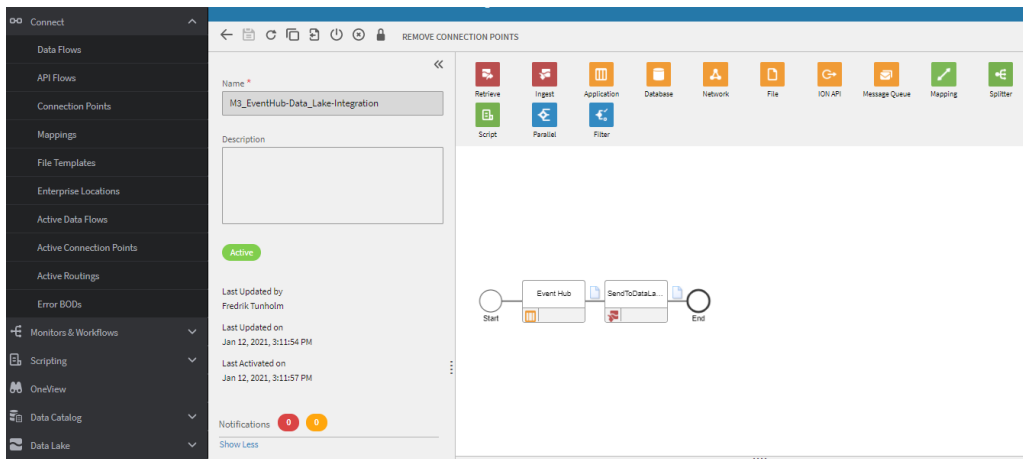 Connect
Data Flows
API Flows
Connection Points
Mappings
File Templates
Enterprise Locations
Active Data Flows
Active Connection Points
Active Routings
Error BODs
Monitors & Workflows
Scripting
OneView
Data Catalog
Data Lake
REMOVE CONNECTION POINTS
Name *
M3_EventHub-Data_Lake-Integration
Description
Active
Last Updated by
Fredrik Tunholm
Last Updated on
Jan 12, 2021, 3:11:54 PM
Last Activated on
Jan 12, 2021, 3:11:57 PM
Notifications 0 0
Show Less
Retrieve Ingest Application Database Network File ION API Message Queue Mapping Splitter
Script Parallel Filter
Event Hub SendToDataLa...
Start End